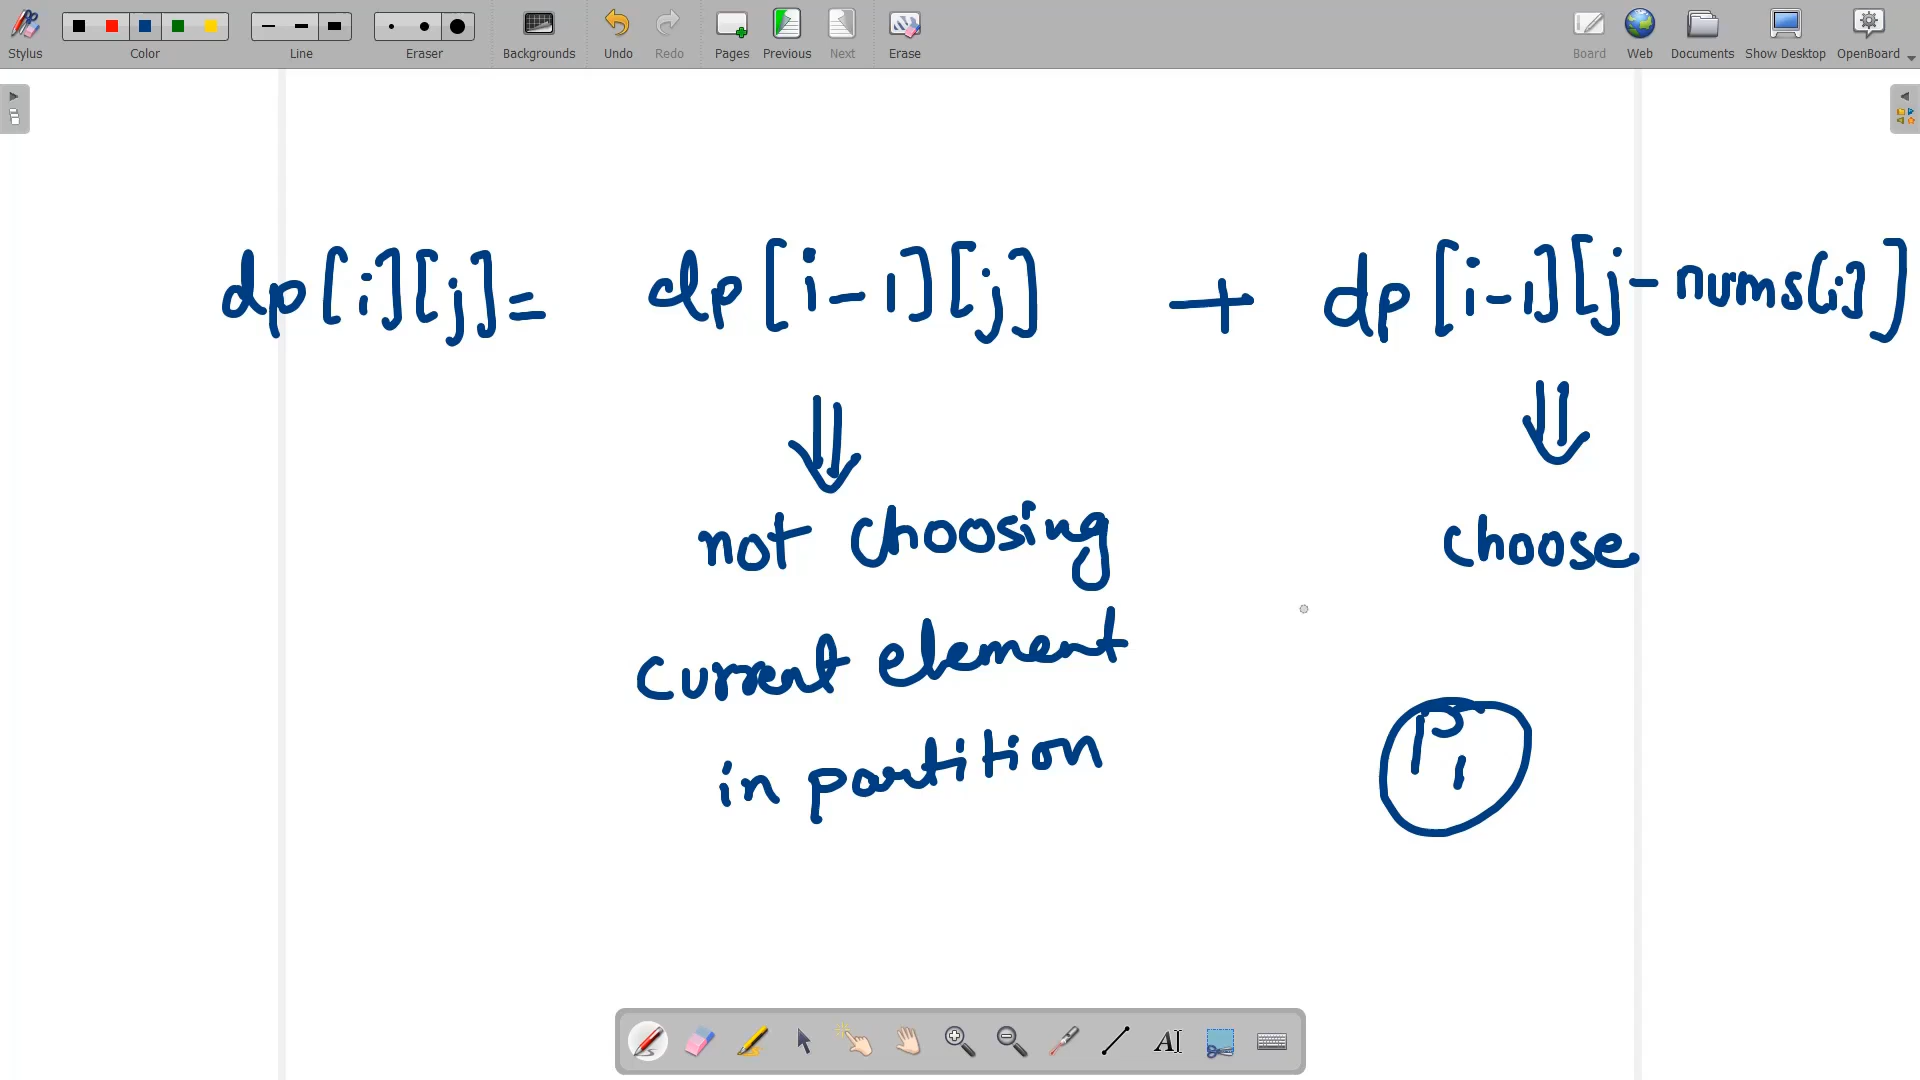 Stylus Color Line Eraser Backgrounds Undo Redo Pages Previous Next Erase Board Web Documents Show Desktop OpenBoard
dp[i][j]= dp[i-1][j] + dp[i-1][j-nums[i]]
not choosing choose
current element
in partition P1